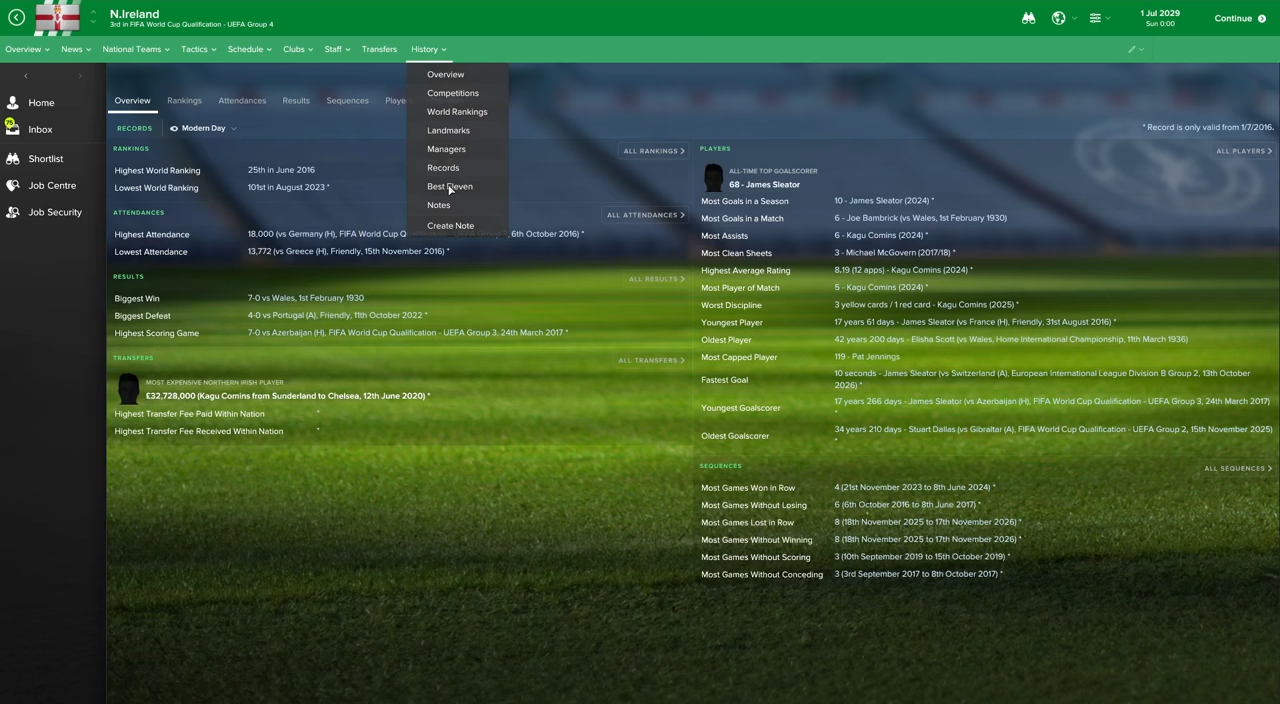 N.Ireland
3rd in FIFA World Cup Qualification - UEFA Group 4
1 Jul 2029
Sun 0:00
Continue
Overview
News
National Teams
Tactics
Schedule
Clubs
Staff
Transfers
History
Overview
Competitions
World Rankings
Landmarks
Managers
Records
Best Eleven
Notes
Create Note
Home
75
Inbox
Shortlist
Job Centre
Job Security
Overview
Rankings
Attendances
Results
Sequences
RECORDS
Modern Day
* Record is only valid from 1/7/2016.
RANKINGS
ALL RANKINGS
Highest World Ranking 25th in June 2016
Lowest World Ranking 101st in August 2023 *
ATTENDANCES
ALL ATTENDANCES
Highest Attendance 18,000 (vs Germany (H), FIFA World Cup Q 6th October 2016) *
Lowest Attendance 13,772 (vs Greece (H), Friendly, 15th November 2016) *
RESULTS
ALL RESULTS
Biggest Win 7-0 vs Wales, 1st February 1930
Biggest Defeat 4-0 vs Portugal (A), Friendly, 11th October 2022 *
Highest Scoring Game 7-0 vs Azerbaijan (H), FIFA World Cup Qualification - UEFA Group 3, 24th March 2017 *
TRANSFERS
ALL TRANSFERS
MOST EXPENSIVE NORTHERN IRISH PLAYER
£32,728,000 (Kagu Comins from Sunderland to Chelsea, 12th June 2020) *
Highest Transfer Fee Paid Within Nation *
Highest Transfer Fee Received Within Nation *
PLAYERS
ALL PLAYERS
ALL-TIME TOP GOALSCORER
68 - James Sleator
Most Goals in a Season 10 - James Sleator (2024) *
Most Goals in a Match 6 - Joe Bambrick (vs Wales, 1st February 1930)
Most Assists 6 - Kagu Comins (2024) *
Most Clean Sheets 3 - Michael McGovern (2017/18) *
Highest Average Rating 8.19 (12 apps) - Kagu Comins (2024) *
Most Player of Match 5 - Kagu Comins (2024) *
Worst Discipline 3 yellow cards / 1 red card - Kagu Comins (2025) *
Youngest Player 17 years 61 days - James Sleator (vs France (H), Friendly, 31st August 2016) *
Oldest Player 42 years 200 days - Elisha Scott (vs Wales, Home International Championship, 11th March 1936)
Most Capped Player 119 - Pat Jennings
Fastest Goal 10 seconds - James Sleator (vs Switzerland (A), European International League Division B Group 2, 13th October
2026) *
Youngest Goalscorer 17 years 266 days - James Sleator (vs Azerbaijan (H), FIFA World Cup Qualification - UEFA Group 3, 24th March 2017)
*
Oldest Goalscorer 34 years 210 days - Stuart Dallas (vs Gibraltar (A), FIFA World Cup Qualification - UEFA Group 2, 15th November 2025)
*
SEQUENCES
ALL SEQUENCES
Most Games Won in Row 4 (21st November 2023 to 8th June 2024) *
Most Games Without Losing 6 (6th October 2016 to 8th June 2017) *
Most Games Lost in Row 8 (18th November 2025 to 17th November 2026) *
Most Games Without Winning 8 (18th November 2025 to 17th November 2026) *
Most Games Without Scoring 3 (10th September 2019 to 15th October 2019) *
Most Games Without Conceding 3 (3rd September 2017 to 8th October 2017) *